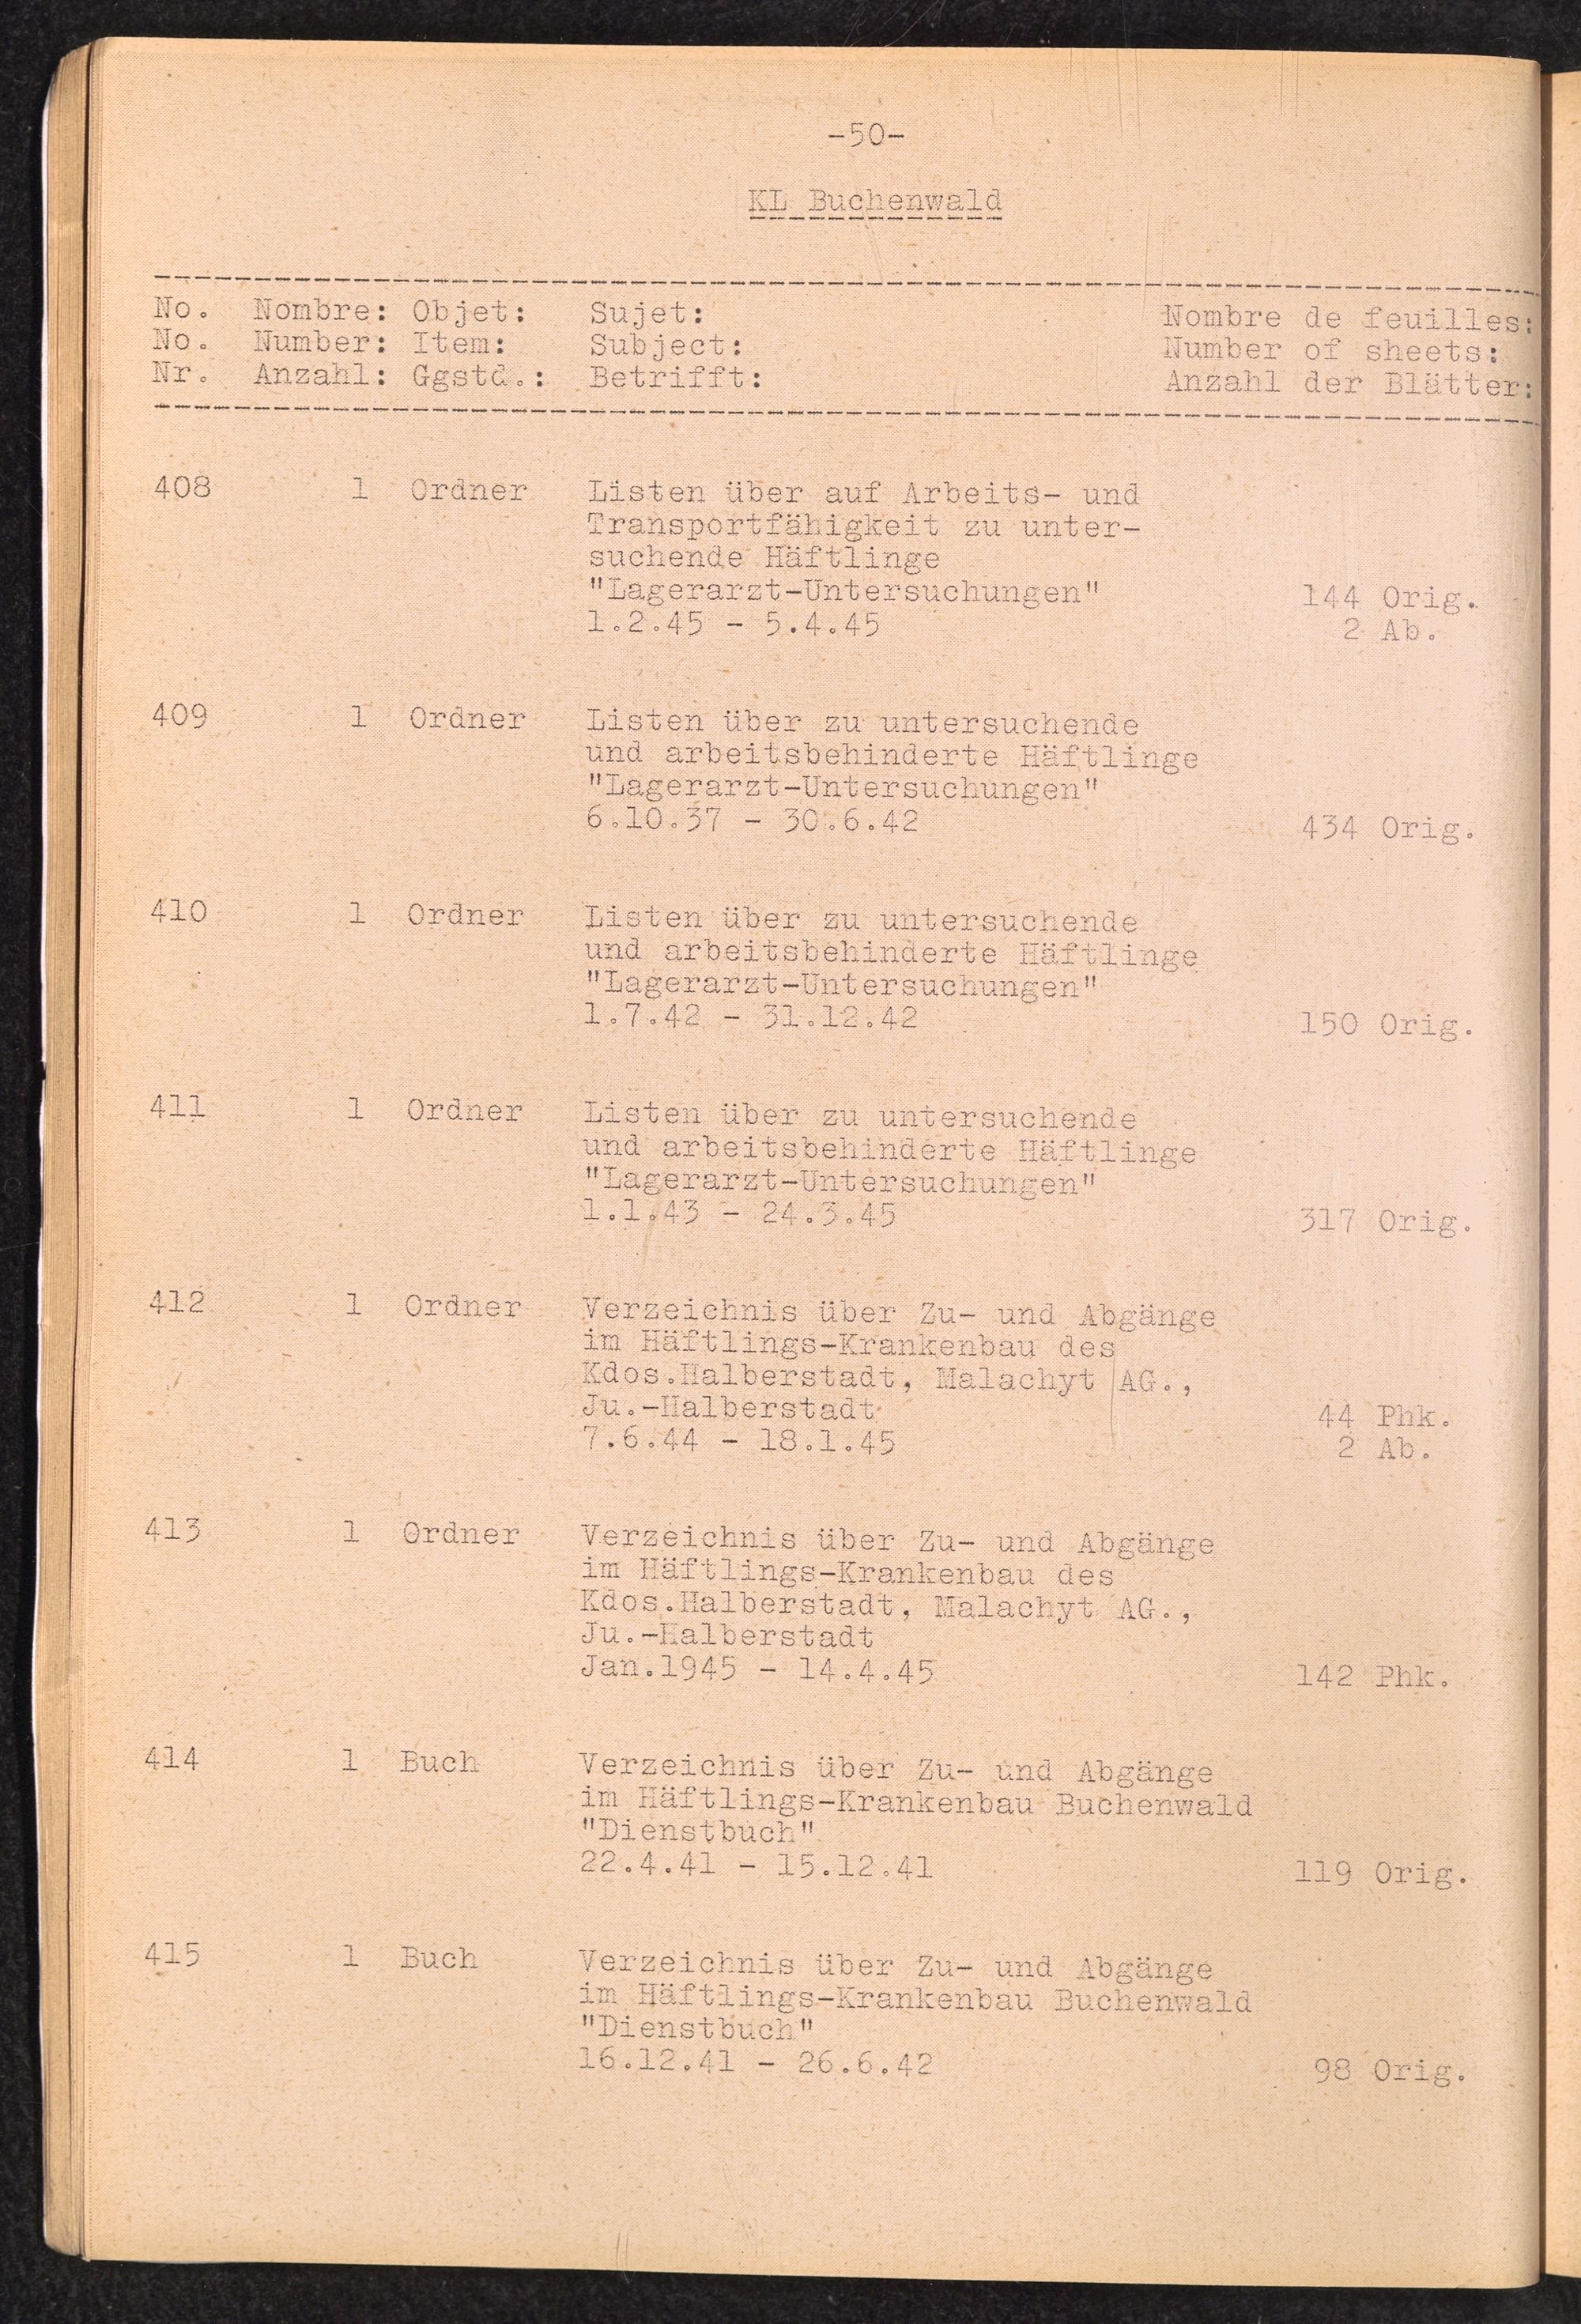 -50-
KL Buchenwald
No. Nombre: Objet: Sujet: Nombre de feuilles:
No. Number: Item: Subject: Number of sheets:
Nr. Anzahl: Ggstd.: Betrifft: Anzahl der Blätter:
408 1 Ordner Listen über auf Arbeits- und
Transportfähigkeit zu unter-
suchende Häftlinge
"Lagerarzt-Untersuchungen" 144 Orig.
1.2.45 - 5.4.45 2 Ab.
409 1 Ordner Listen über zu untersuchende
und arbeitsbehinderte Häftlinge
"Lagerarzt-Untersuchungen"
6.10.37 - 30.6.42 434 Orig.
410 1 Ordner Listen über zu untersuchende
und arbeitsbehinderte Häftlinge
"Lagerarzt-Untersuchungen"
1.7.42 - 31.12.42 150 Orig.
411 1 Ordner Listen über zu untersuchende
und arbeitsbehinderte Häftlinge
"Lagerarzt-Untersuchungen"
1.1.43 - 24.3.45 317 Orig.
412 1 Ordner Verzeichnis über Zu- und Abgänge
im Häftlings-Krankenbau des
Kdos.Halberstadt, Malachyt AG.,
Ju.-Halberstadt 44 Phk.
7.6.44 - 18.1.45 2 Ab.
413 1 Ordner Verzeichnis über Zu- und Abgänge
im Häftlings-Krankenbau des
Kdos.Halberstadt, Malachyt AG.,
Ju.-Halberstadt
Jan.1945 - 14.4.45 142 Phk.
414 1 Buch Verzeichnis über Zu- und Abgänge
im Häftlings-Krankenbau Buchenwald
"Dienstbuch"
22.4.41 - 15.12.41 119 Orig.
415 1 Buch Verzeichnis über Zu- und Abgänge
im Häftlings-Krankenbau Buchenwald
"Dienstbuch"
16.12.41 - 26.6.42 98 Orig.